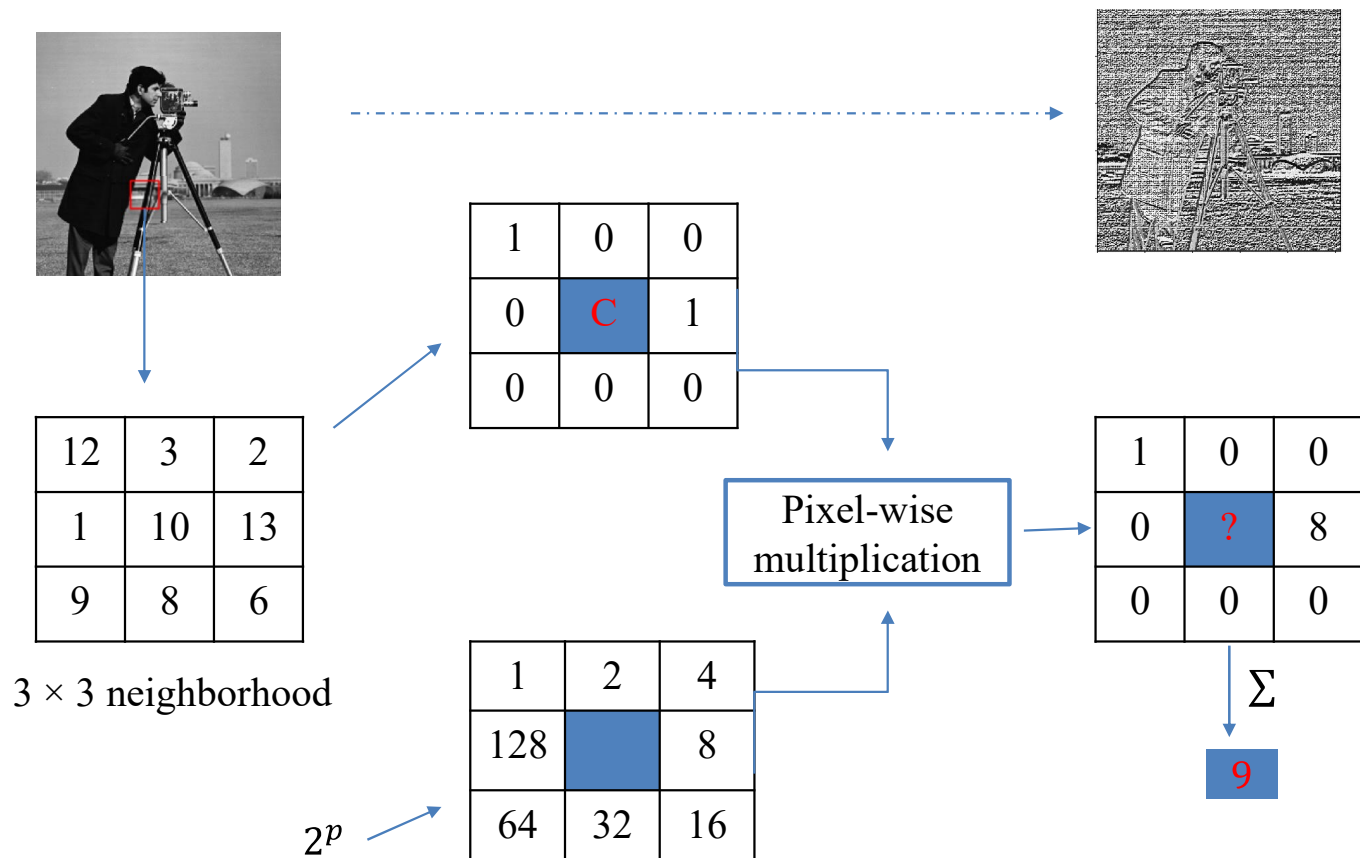 1 0 0
0 C 1
0 0 0
12 3 2
1 10 13
9 8 6
3 × 3 neighborhood
1 2 4
128 8
64 32 16
2^p
Pixel-wise
multiplication
1 0 0
0 ? 8
0 0 0
∑
9